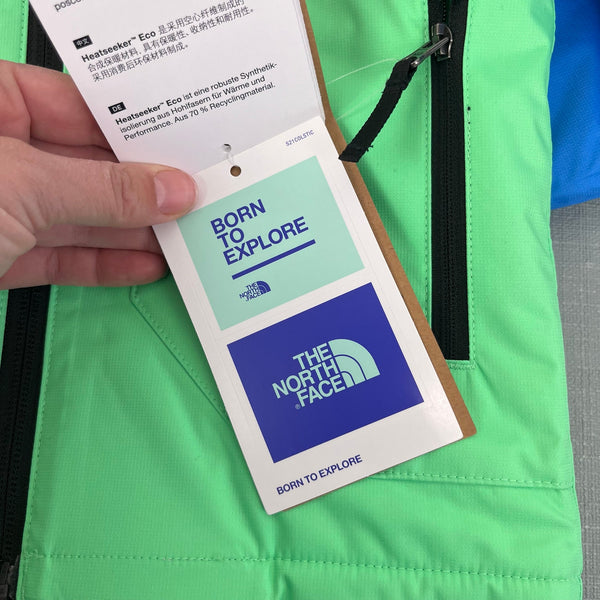 Heatseeker™ Eco 是采用空心纤维制成的
合成保暖材料，具有保暖性、收纳性和耐用性。
采用消费后环保材料制成。
DE
Heatseeker™ Eco ist eine robuste Synthetik-
isolierung aus Hohlfasern für Wärme und
Performance. Aus 70 % Recyclingmaterial.
S21COLSTIC
BORN
TO
EXPLORE
THE
NORTH
FACE
THE
NORTH
FACE
®
BORN TO EXPLORE